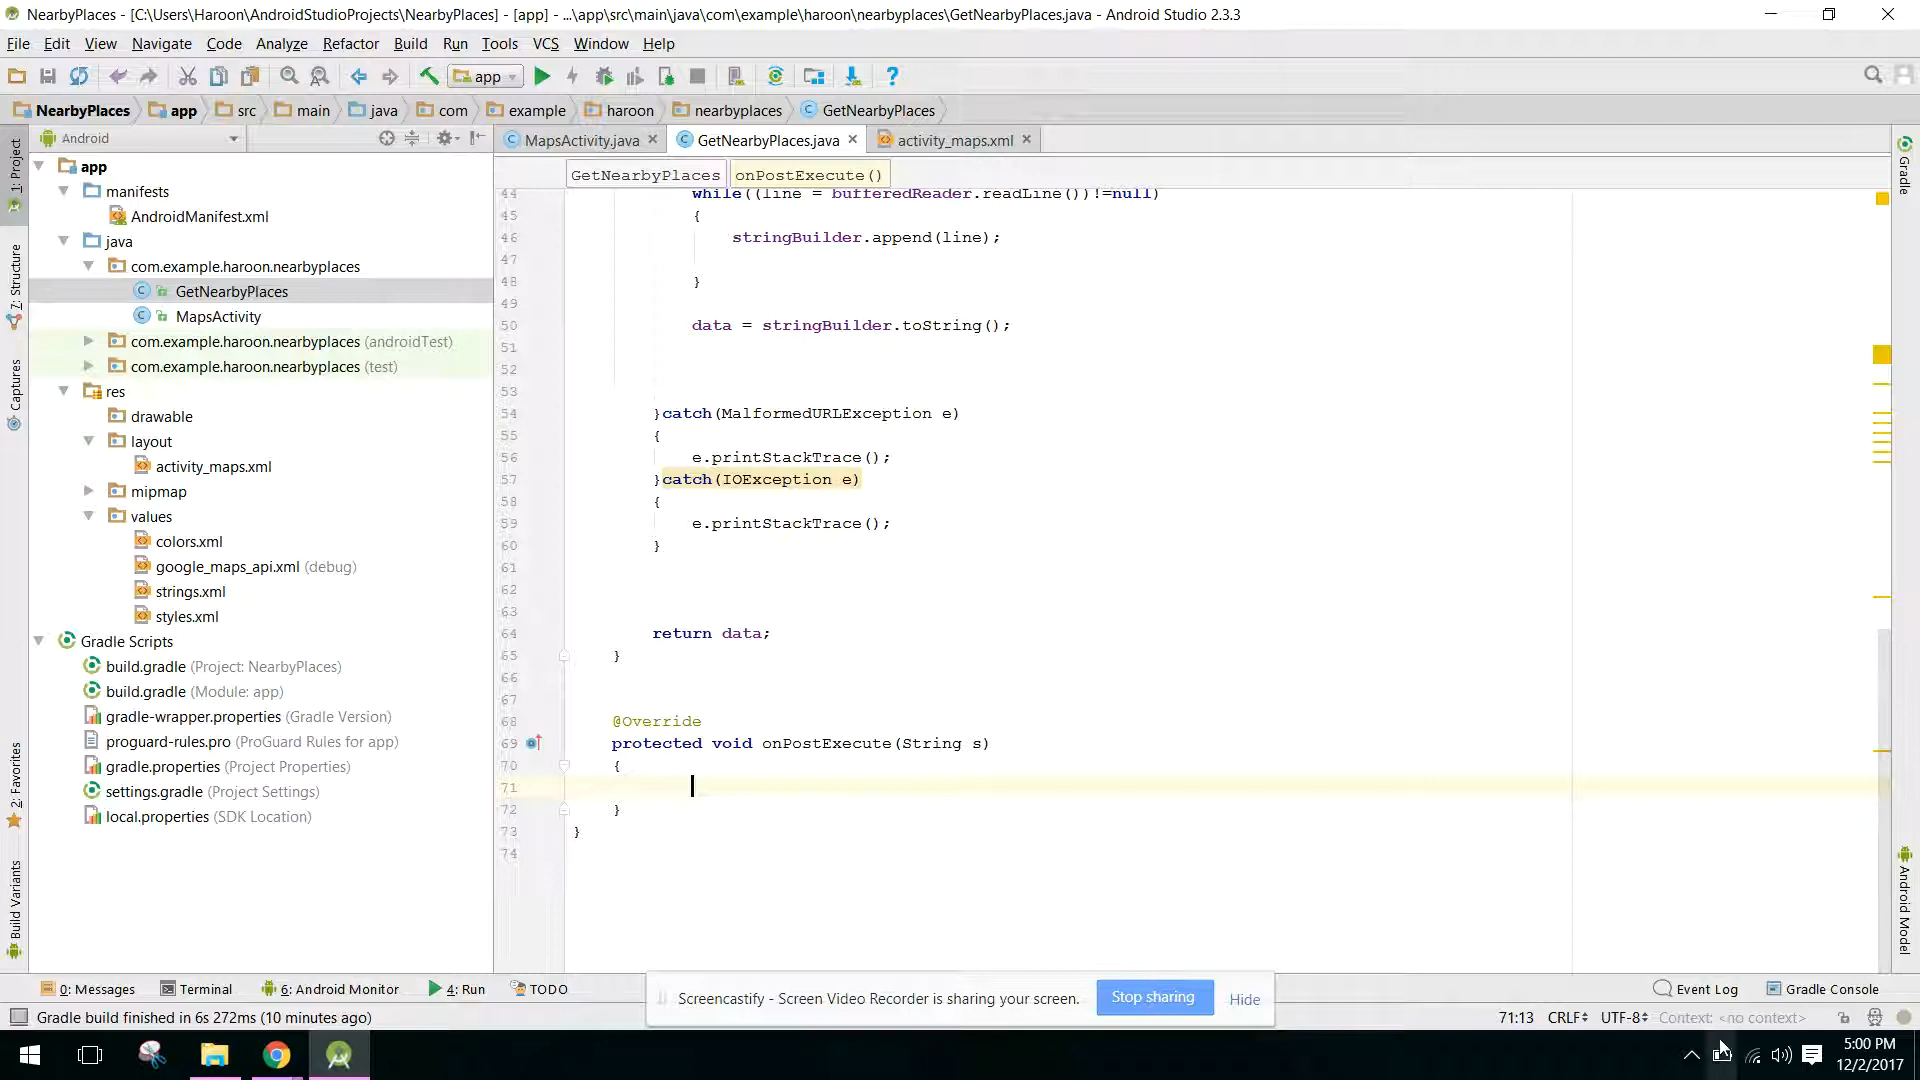 NearbyPlaces - [C:\Users\Haroon\AndroidStudioProjects\NearbyPlaces] - [app] - ...\app\src\main\java\com\example\haroon\nearbyplaces\GetNearbyPlaces.java - Android Studio 2.3.3
File Edit View Navigate Code Analyze Refactor Build Run Tools VCS Window Help
app
NearbyPlaces app src main java com example haroon nearbyplaces GetNearbyPlaces
Android
MapsActivity.java GetNearbyPlaces.java activity_maps.xml
GetNearbyPlaces onPostExecute()
1: Project
7: Structure
Captures
2: Favorites
Build Variants
app
manifests
AndroidManifest.xml
java
com.example.haroon.nearbyplaces
GetNearbyPlaces
MapsActivity
com.example.haroon.nearbyplaces (androidTest)
com.example.haroon.nearbyplaces (test)
res
drawable
layout
activity_maps.xml
mipmap
values
colors.xml
google_maps_api.xml (debug)
strings.xml
styles.xml
Gradle Scripts
build.gradle (Project: NearbyPlaces)
build.gradle (Module: app)
gradle-wrapper.properties (Gradle Version)
proguard-rules.pro (ProGuard Rules for app)
gradle.properties (Project Properties)
settings.gradle (Project Settings)
local.properties (SDK Location)
44 while((line = bufferedReader.readLine())!=null)
45 {
46 stringBuilder.append(line);
47
48 }
49
50 data = stringBuilder.toString();
51
52
53
54 }catch(MalformedURLException e)
55 {
56 e.printStackTrace();
57 }catch(IOException e)
58 {
59 e.printStackTrace();
60 }
61
62
63
64 return data;
65 }
66
67
68 @Override
69 protected void onPostExecute(String s)
70 {
71
72 }
73 }
74
Gradle
Android Model
0: Messages Terminal 6: Android Monitor 4: Run TODO
Screencastify - Screen Video Recorder is sharing your screen. Stop sharing Hide
Event Log Gradle Console
Gradle build finished in 6s 272ms (10 minutes ago)
71:13 CRLF UTF-8 Context: <no context>
5:00 PM
12/2/2017